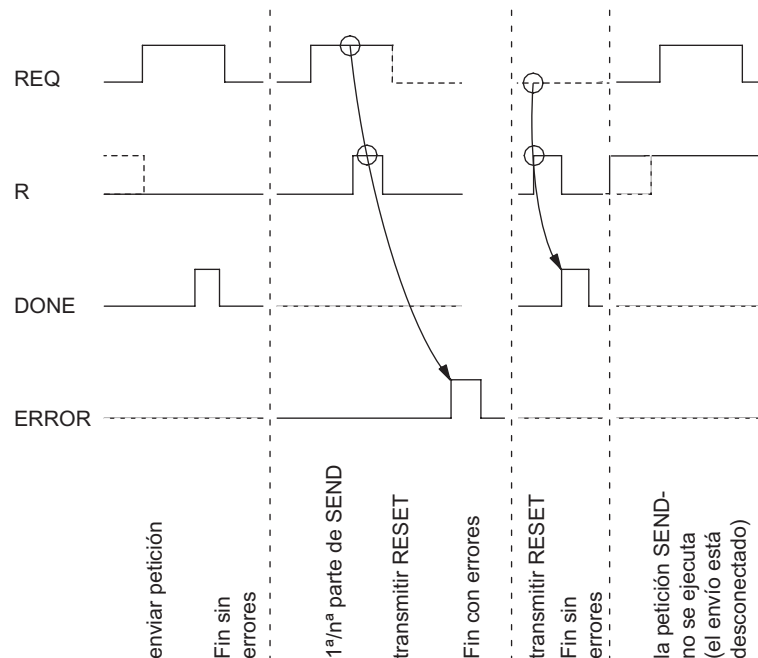 REQ
R
DONE
ERROR
enviar petición
Fin sin
errores
1ª/nª parte de SEND
transmitir RESET
Fin con errores
transmitir RESET
Fin sin
errores
la petición SEND-
no se ejecuta
(el envío está
desconectado)